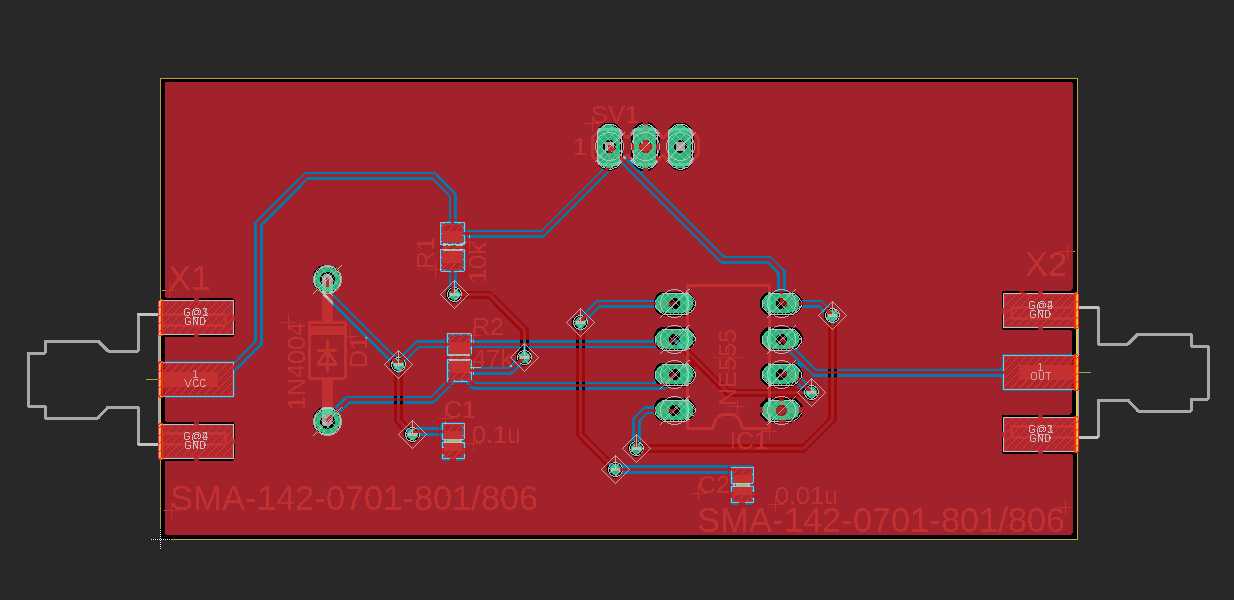 SV1
1
R1
10k
X1
X2
G@3
GND
G@4
GND
1N4004
D1
R2
47k
NE555
1
VCC
1
OUT
C1
0.1u
G@4
GND
G@3
GND
IC1
C2
0.01u
SMA-142-0701-801/806
SMA-142-0701-801/806